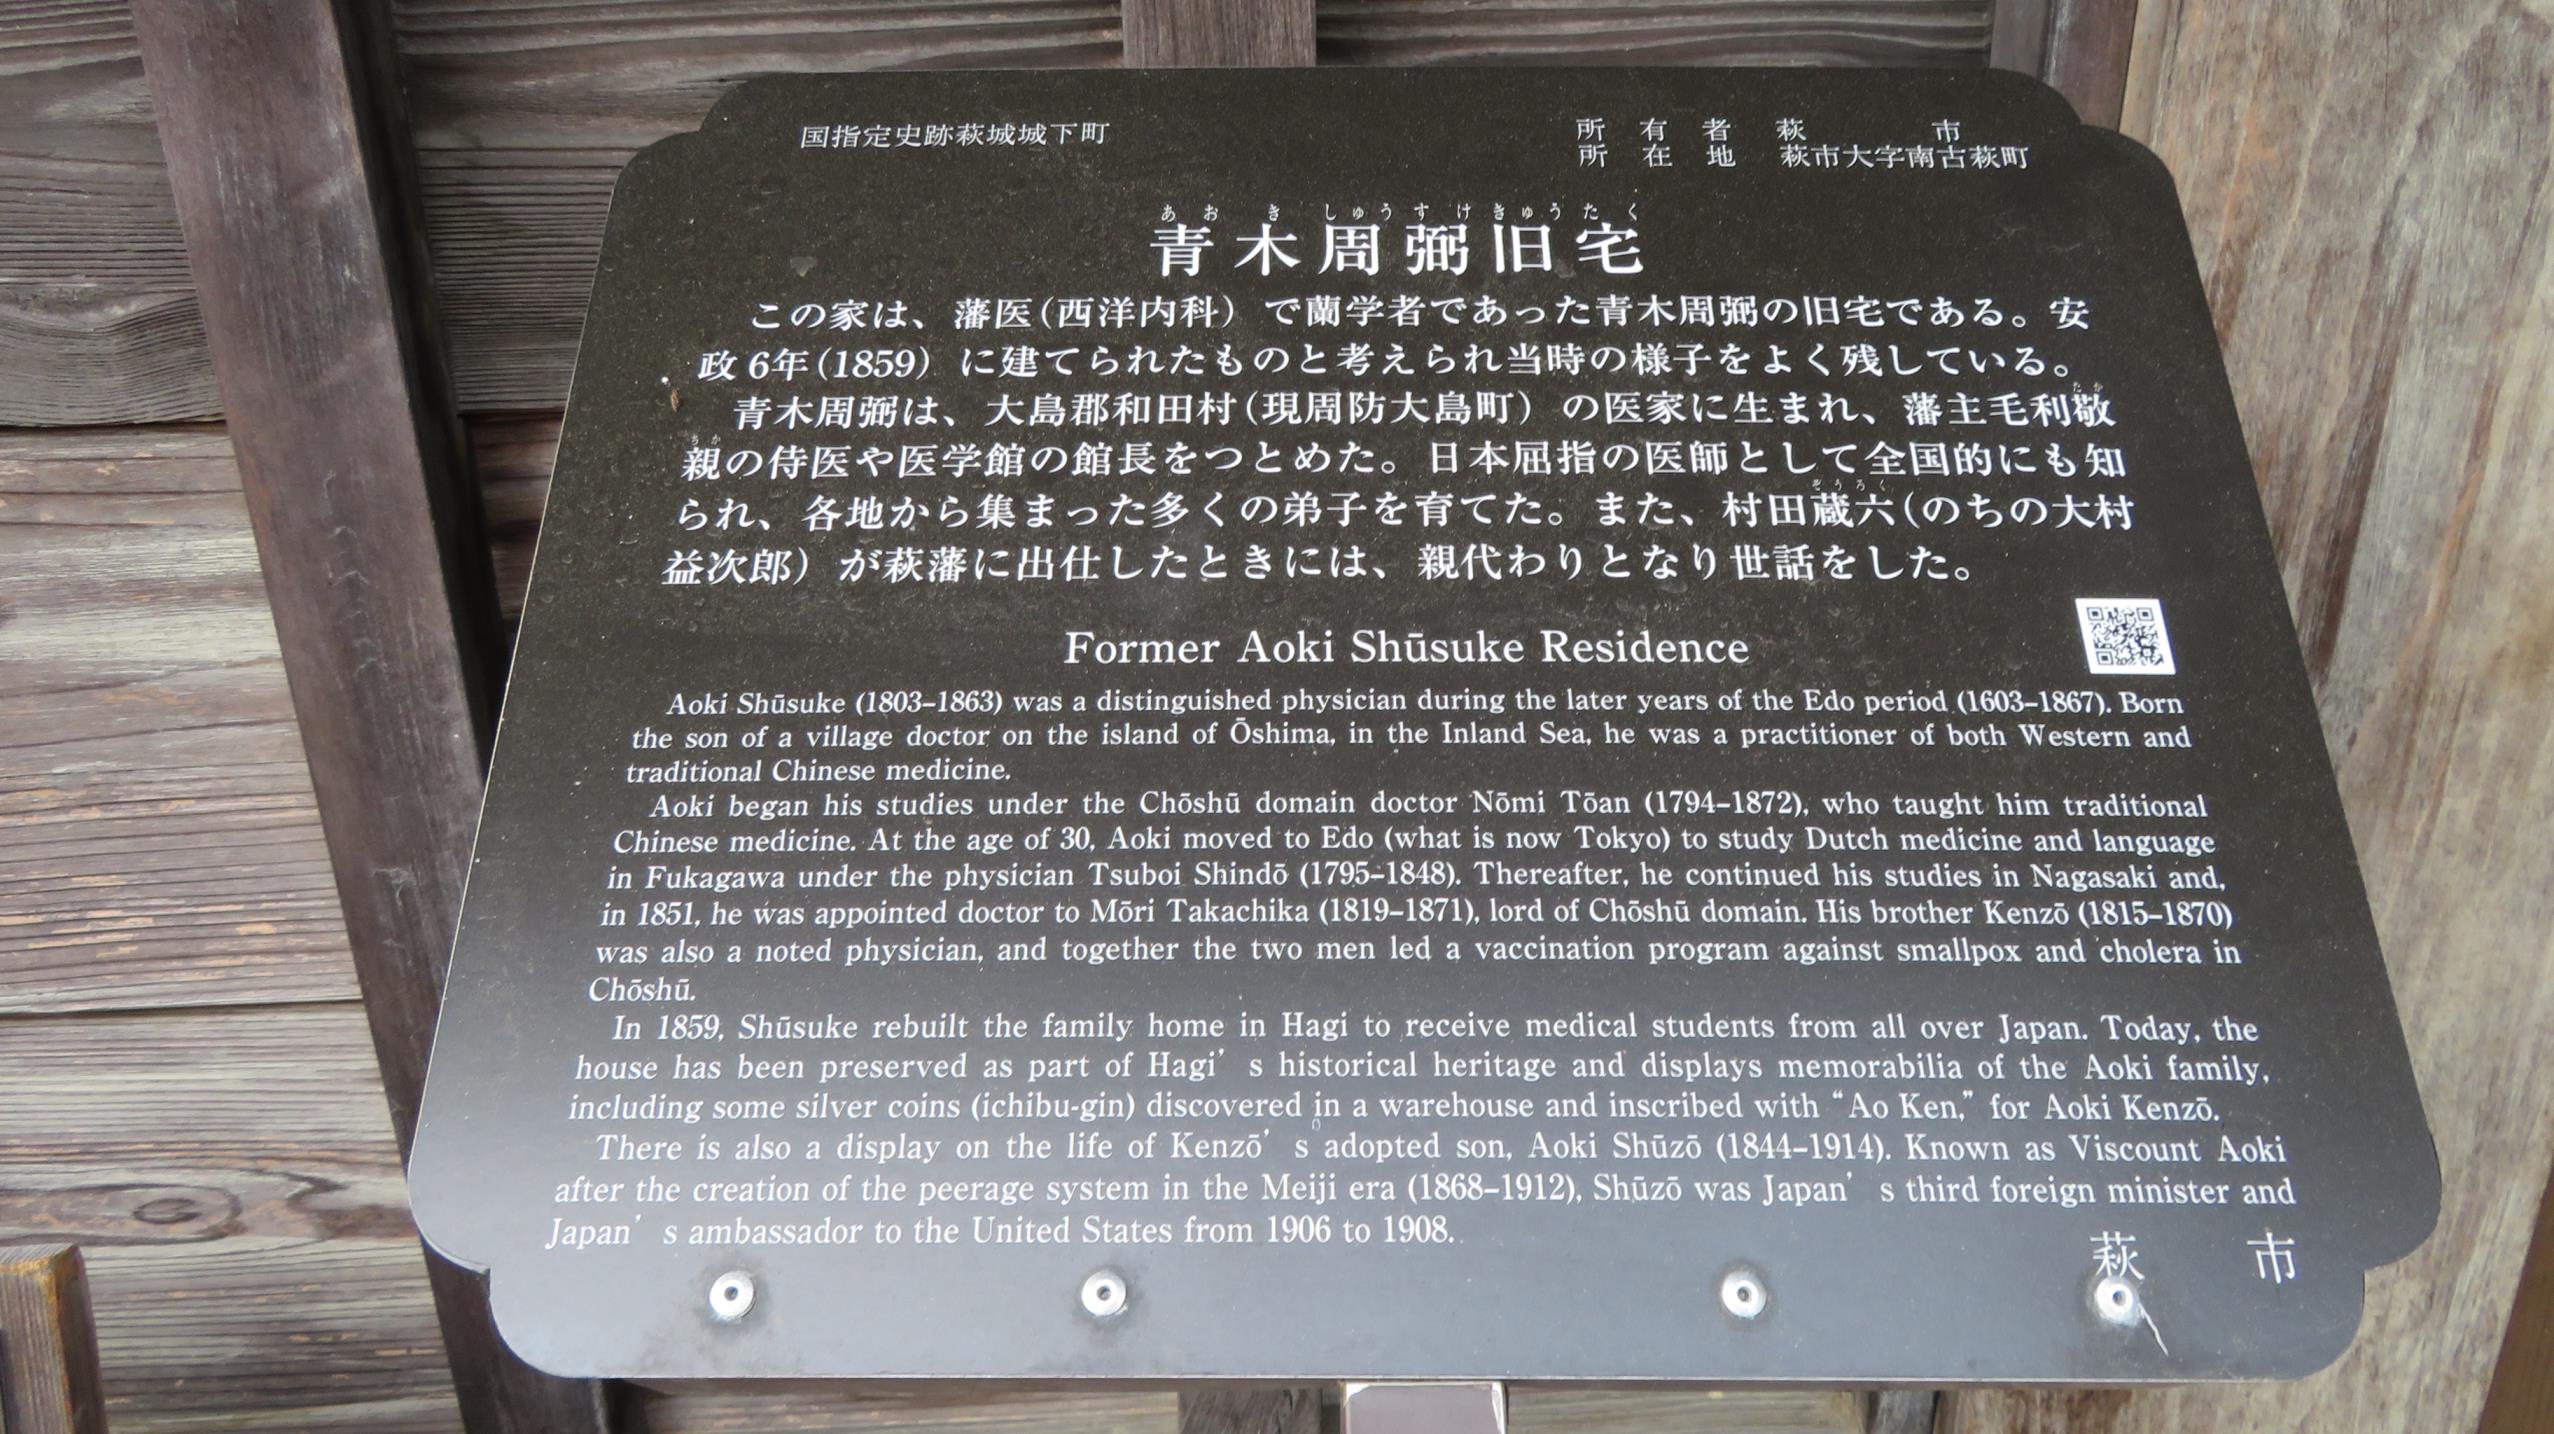 国指定史跡萩城城下町
所有者 萩市
所在地 萩市大字南古萩町
あおきしゅうすけきゅうたく
青木周弼旧宅
この家は、藩医(西洋内科)で蘭学者であった青木周弼の旧宅である。安
政6年(1859)に建てられたものと考えられ当時の様子をよく残している。
たか
青木周弼は、大島郡和田村(現周防大島町)の医家に生まれ、藩主毛利敬
ちか
親の侍医や医学館の館長をつとめた。日本屈指の医師として全国的にも知
ぞうろく
られ、各地から集まった多くの弟子を育てた。また、村田蔵六(のちの大村
益次郎)が萩藩に出仕したときには、親代わりとなり世話をした。
Former Aoki Shūsuke Residence
Aoki Shūsuke (1803–1863) was a distinguished physician during the later years of the Edo period (1603–1867). Born
the son of a village doctor on the island of Ōshima, in the Inland Sea, he was a practitioner of both Western and
traditional Chinese medicine.
Aoki began his studies under the Chōshū domain doctor Nōmi Tōan (1794–1872), who taught him traditional
Chinese medicine. At the age of 30, Aoki moved to Edo (what is now Tokyo) to study Dutch medicine and language
in Fukagawa under the physician Tsuboi Shindō (1795–1848). Thereafter, he continued his studies in Nagasaki and,
in 1851, he was appointed doctor to Mōri Takachika (1819–1871), lord of Chōshū domain. His brother Kenzō (1815–1870)
was also a noted physician, and together the two men led a vaccination program against smallpox and cholera in
Chōshū.
In 1859, Shūsuke rebuilt the family home in Hagi to receive medical students from all over Japan. Today, the
house has been preserved as part of Hagi's historical heritage and displays memorabilia of the Aoki family,
including some silver coins (ichibu-gin) discovered in a warehouse and inscribed with “Ao Ken,” for Aoki Kenzō.
There is also a display on the life of Kenzō's adopted son, Aoki Shūzō (1844–1914). Known as Viscount Aoki
after the creation of the peerage system in the Meiji era (1868–1912), Shūzō was Japan's third foreign minister and
Japan's ambassador to the United States from 1906 to 1908.
萩市